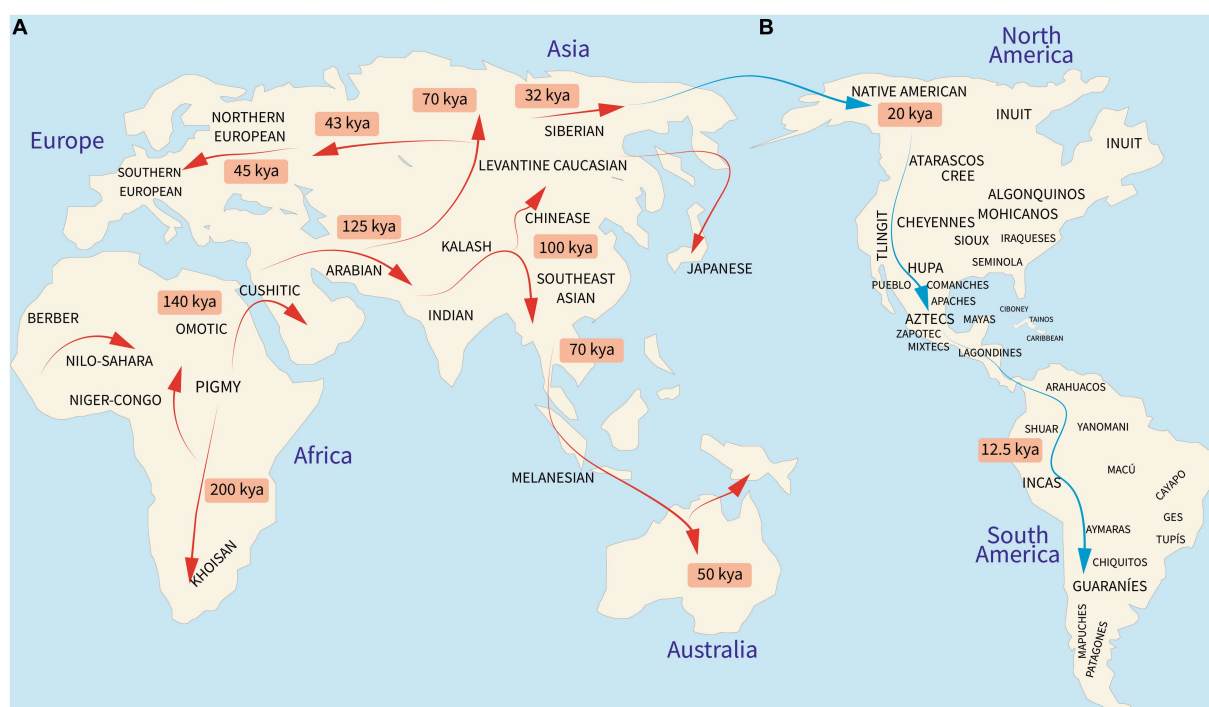 A
B
Asia
North
America
Europe
70 kya
32 kya
NORTHERN
EUROPEAN
43 kya
SIBERIAN
SOUTHERN
EUROPEAN
45 kya
LEVANTINE CAUCASIAN
125 kya
CHINEASE
KALASH
100 kya
ARABIAN
SOUTHEAST
ASIAN
JAPANESE
CUSHITIC
140 kya
OMOTIC
BERBER
INDIAN
NILO-SAHARA
70 kya
PIGMY
NIGER-CONGO
Africa
MELANESIAN
200 kya
KHOISAN
50 kya
Australia
NATIVE AMERICAN
20 kya
INUIT
INUIT
ATARASCOS
CREE
ALGONQUINOS
MOHICANOS
CHEYENNES
TLINGIT
SIOUX
IRAQUESES
SEMINOLA
HUPA
PUEBLO
COMANCHES
APACHES
AZTECS
MAYAS
CIBONEY
TAINOS
CARIBBEAN
ZAPOTEC
MIXTECS
LAGONDINES
ARAHUACOS
SHUAR
YANOMANI
12.5 kya
MACÚ
INCAS
CAYAPO
South
America
AYMARAS
GES
TUPÍS
CHIQUITOS
GUARANÍES
MAPUCHES
PATAGONES